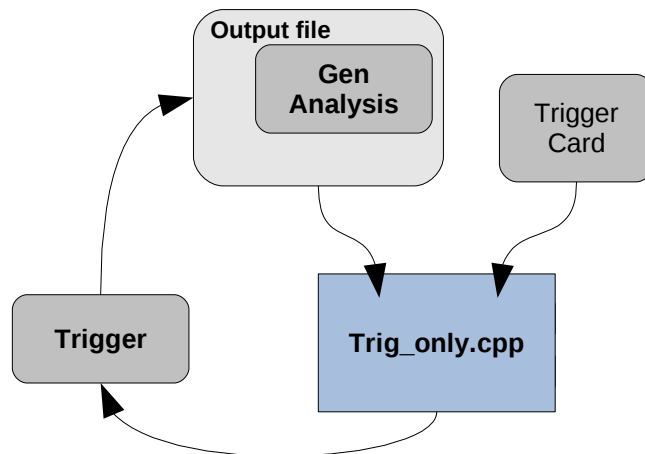 Output file
Gen
Analysis
Trigger
Card
Trigger
Trig_only.cpp